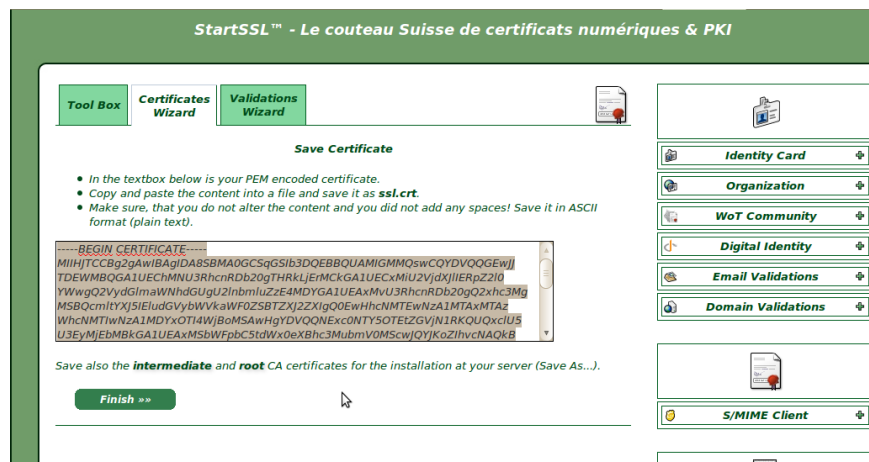 StartSSL™ - Le couteau Suisse de certificats numériques & PKI
Tool Box
Certificates
Wizard
Validations
Wizard
Save Certificate
In the textbox below is your PEM encoded certificate.
Copy and paste the content into a file and save it as ssl.crt.
Make sure, that you do not alter the content and you did not add any spaces! Save it in ASCII
format (plain text).
-----BEGIN CERTIFICATE-----
MIIHJTCCBg2gAwIBAgIDA8SBMA0GCSqGSIb3DQEBBQUAMIGMMQswCQYDVQQGEwJJ
TDEWMBQGA1UEChMNU3RhcnRDb20gTHRkLjErMCkGA1UECxMiU2VjdXJlIERpZ2l0
YWwgQ2VydGlmaWNhdGUgU2lnbmluZzE4MDYGA1UEAxMvU3RhcnRDb20gQ2xhc3Mg
MSBQcmltYXJ5IEludGVybWVkaWF0ZSBTZXJ2ZXIgQ0EwHhcNMTEwNzA1MTAxMTAz
WhcNMTIwNzA1MDYxOTI4WjBoMSAwHgYDVQQNExc0NTY5OTEtZGVjN1RKQUQxclU5
U3EyMjEbMBkGA1UEAxMSbWFpbC5tdWx0eXBhc3MubmV0MScwJQYJKoZIhvcNAQkB
Save also the intermediate and root CA certificates for the installation at your server (Save As...).
Finish »»
Identity Card
Organization
WoT Community
Digital Identity
Email Validations
Domain Validations
S/MIME Client